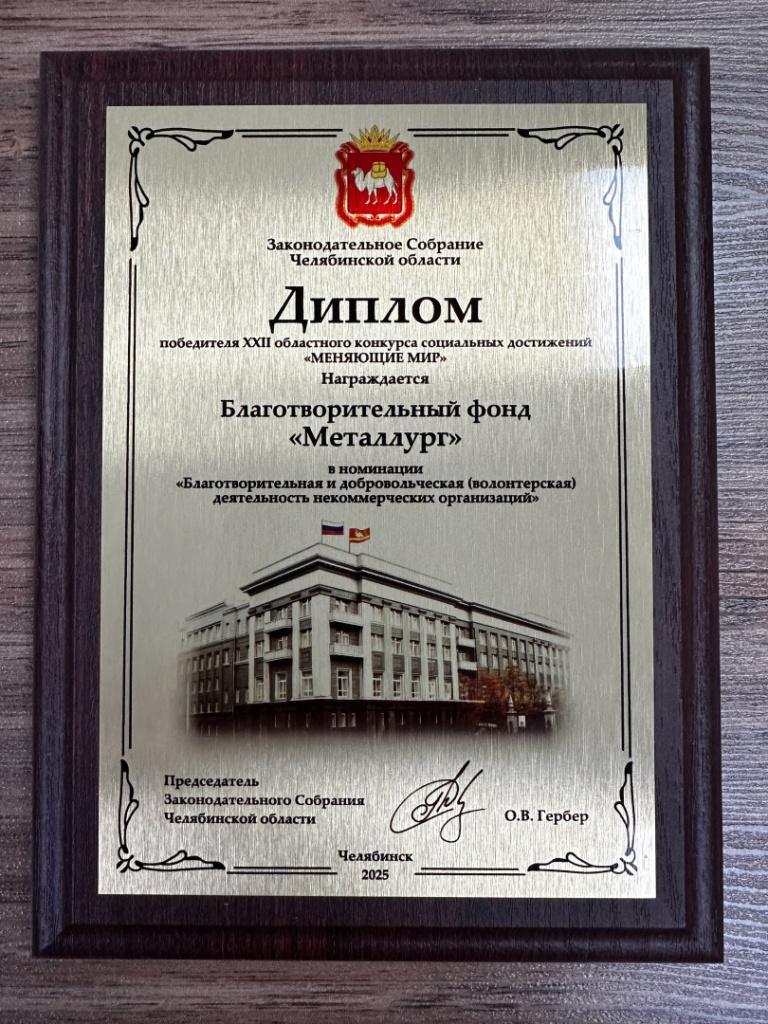 Законодательное Собрание
Челябинской области
Диплом
победителя XXII областного конкурса социальных достижений
«МЕНЯЮЩИЕ МИР»
Награждается
Благотворительный фонд
«Металлург»
в номинации
«Благотворительная и добровольческая (волонтерская)
деятельность некоммерческих организаций»
Председатель
Законодательного Собрания
Челябинской области
О.В. Гербер
Челябинск
2025